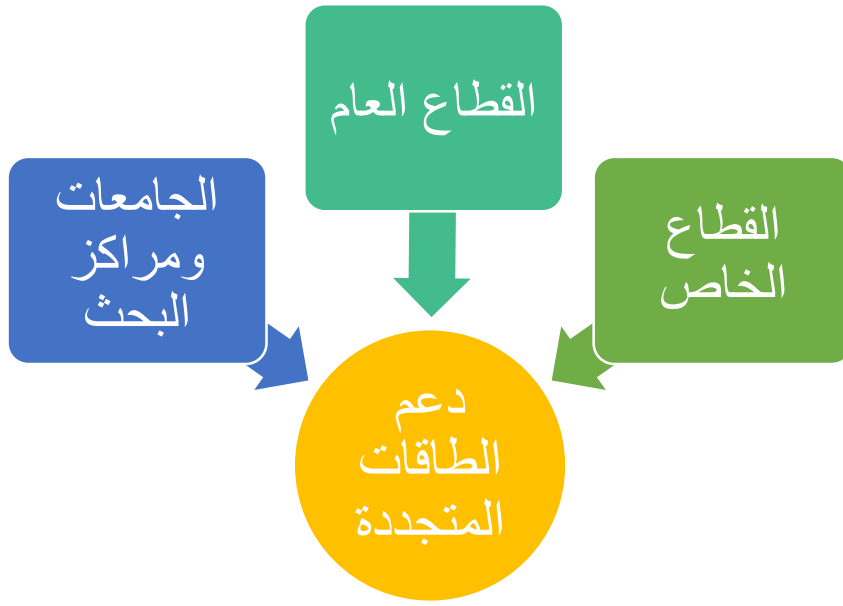 القطاع العام
القطاع
الخاص
الجامعات
ومراكز
البحث
دعم
الطاقات
المتجددة